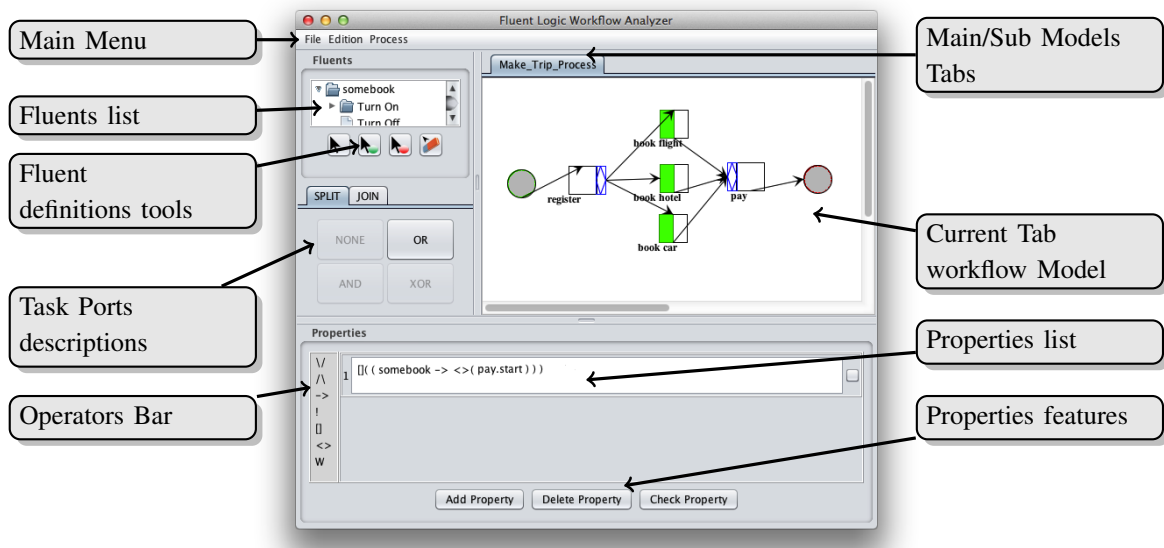 Main Menu
Fluents list
Fluent
definitions tools
Task Ports
descriptions
Operators Bar
Fluent Logic Workflow Analyzer
File Edition Process
Fluents
somebook
Turn On
Turn Off
SPLIT JOIN
NONE OR
AND XOR
Make_Trip_Process
book flight
register
book hotel
pay
book car
Properties
\/
/\
->
!
[]
<>
W
1 []( ( somebook -> <>( pay.start ) ) )
Add Property Delete Property Check Property
Main/Sub Models
Tabs
Current Tab
workflow Model
Properties list
Properties features